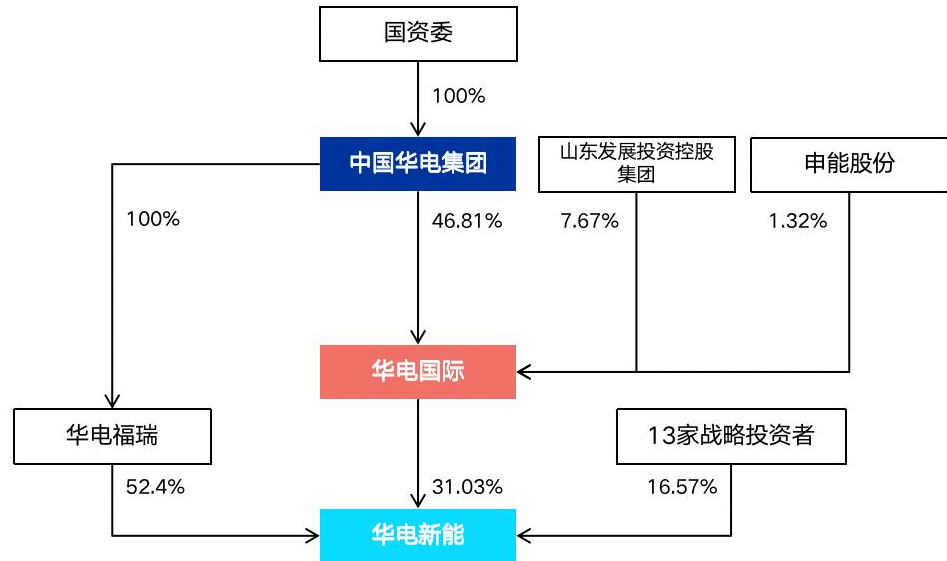 国资委
100%
中国华电集团
山东发展投资控股
集团
申能股份
100%
46.81%
7.67%
1.32%
华电国际
华电福瑞
13家战略投资者
52.4%
31.03%
16.57%
华电新能